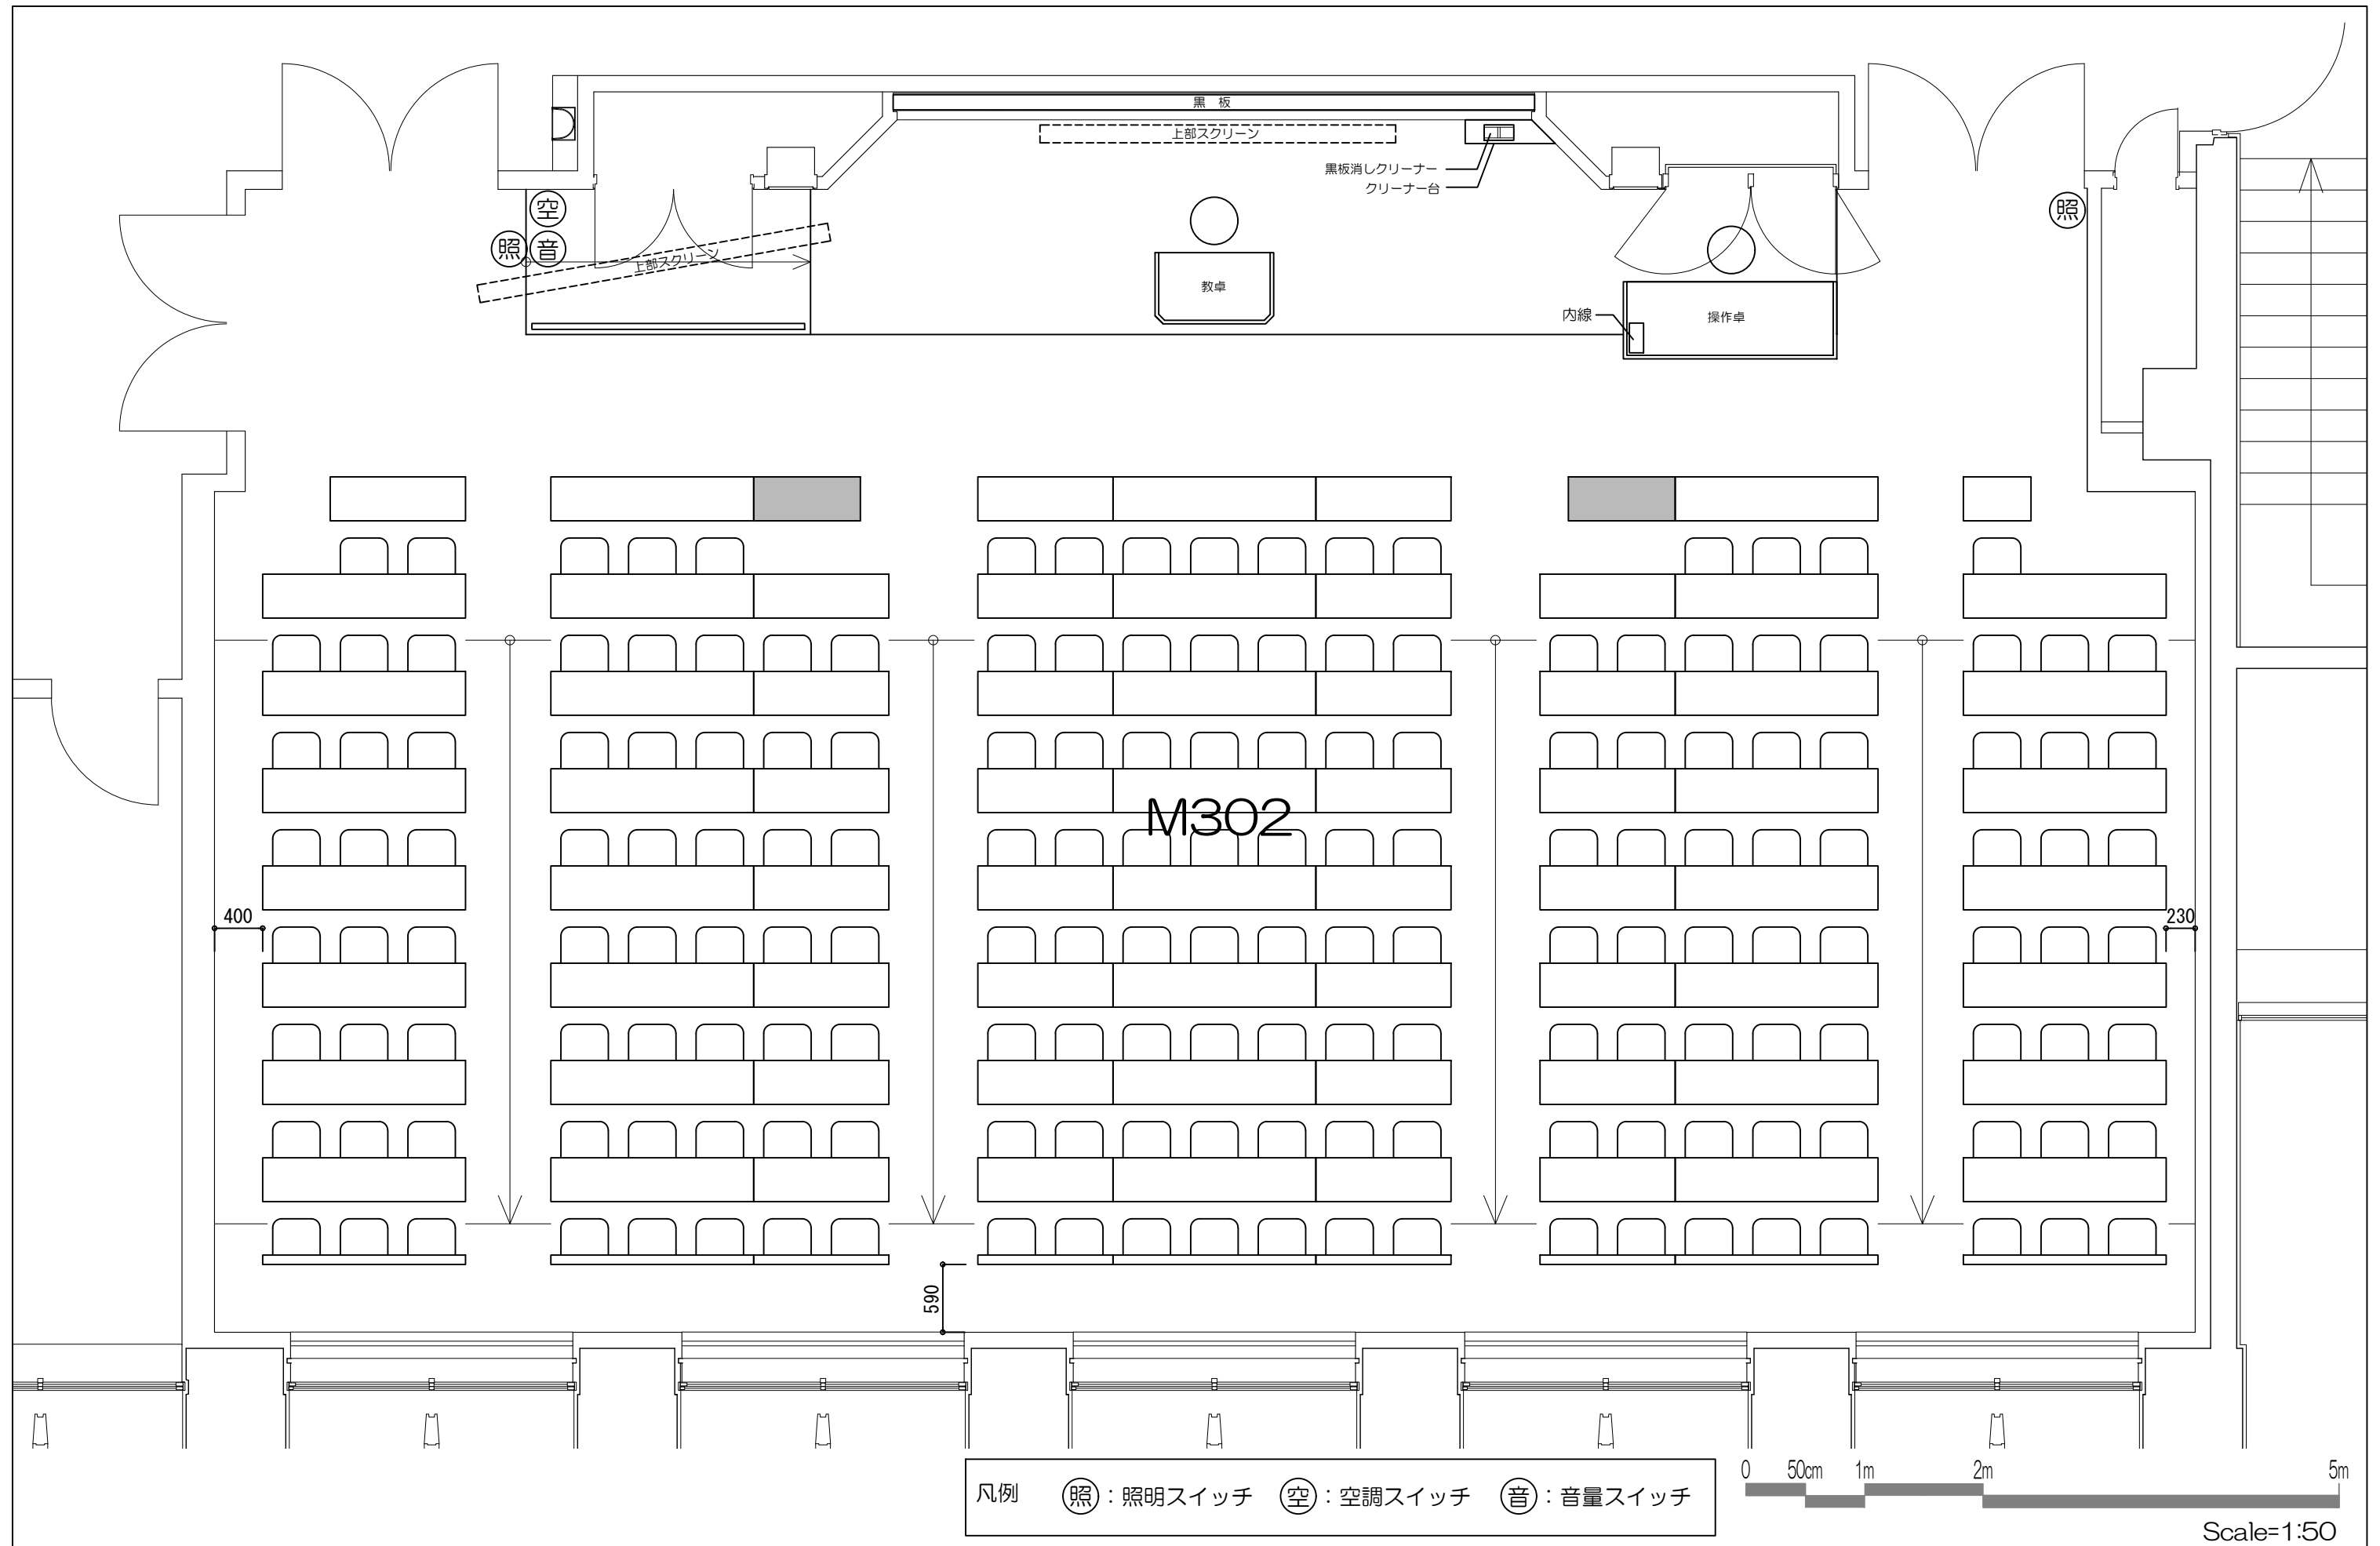 黒 板
上部スクリーン
黒板消しクリーナー
クリーナー台
空
照
音
上部スクリーン
照
教卓
内線
操作卓
M302
400
230
590
凡例 照：照明スイッチ 空：空調スイッチ 音：音量スイッチ
0 50cm 1m 2m 5m
Scale=1:50